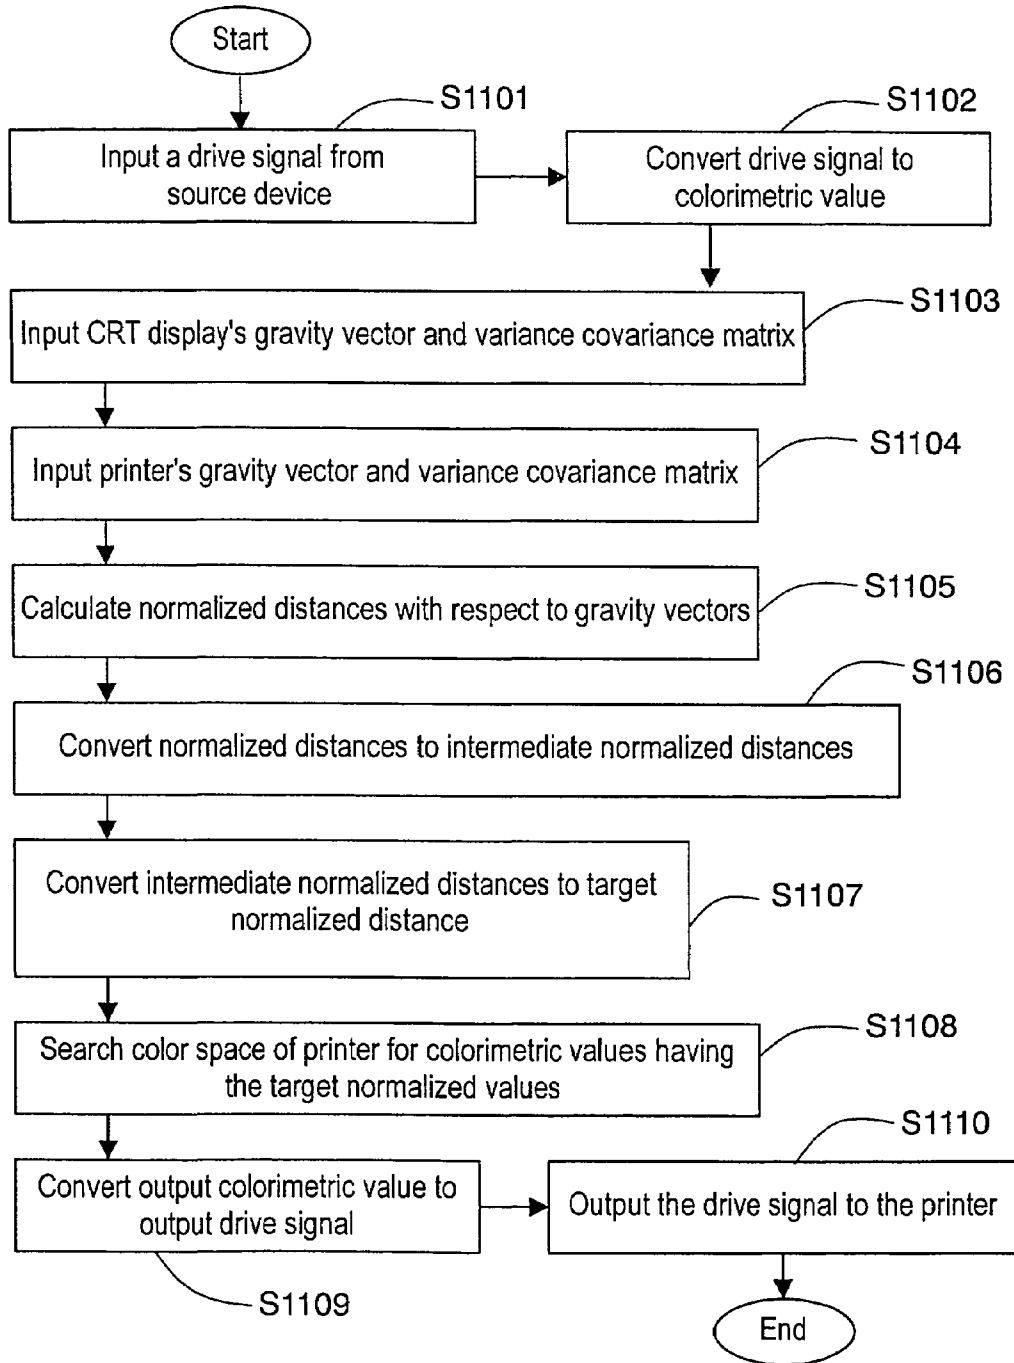 Start
S1101
Input a drive signal from
source device
S1102
Convert drive signal to
colorimetric value
S1103
Input CRT display's gravity vector and variance covariance matrix
S1104
Input printer's gravity vector and variance covariance matrix
S1105
Calculate normalized distances with respect to gravity vectors
S1106
Convert normalized distances to intermediate normalized distances
Convert intermediate normalized distances to target
normalized distance
S1107
S1108
Search color space of printer for colorimetric values having
the target normalized values
S1110
Convert output colorimetric value to
output drive signal
Output the drive signal to the printer
S1109
End